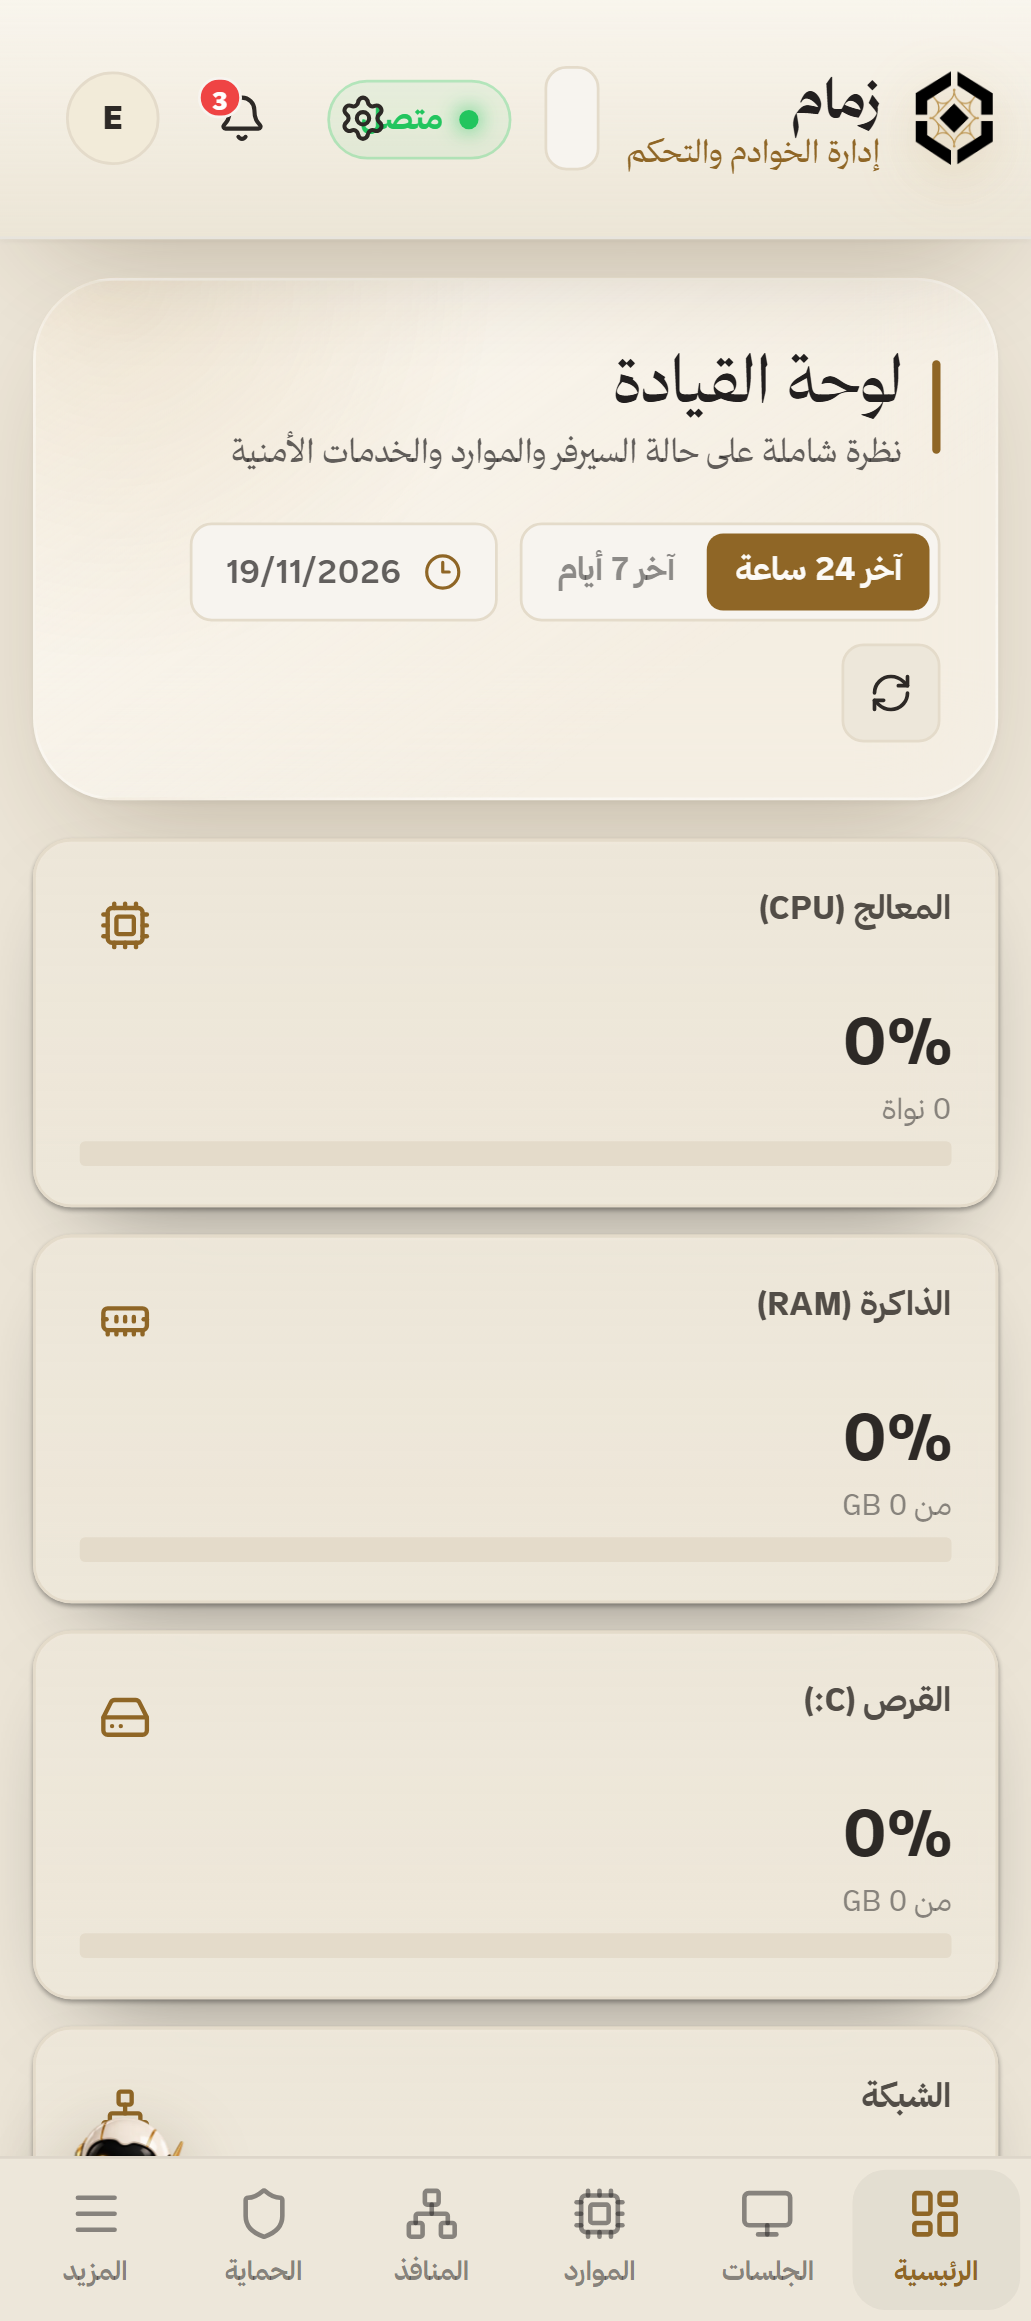 زمام
إدارة الخوادم والتحكم
متصل
3
E
لوحة القيادة
نظرة شاملة على حالة السيرفر والموارد والخدمات الأمنية
آخر 24 ساعة
آخر 7 أيام
19/11/2026
المعالج (CPU)
0%
0 نواة
الذاكرة (RAM)
0%
من 0 GB
القرص (C:)
0%
من 0 GB
الشبكة
الرئيسية
الجلسات
الموارد
المنافذ
الحماية
المزيد